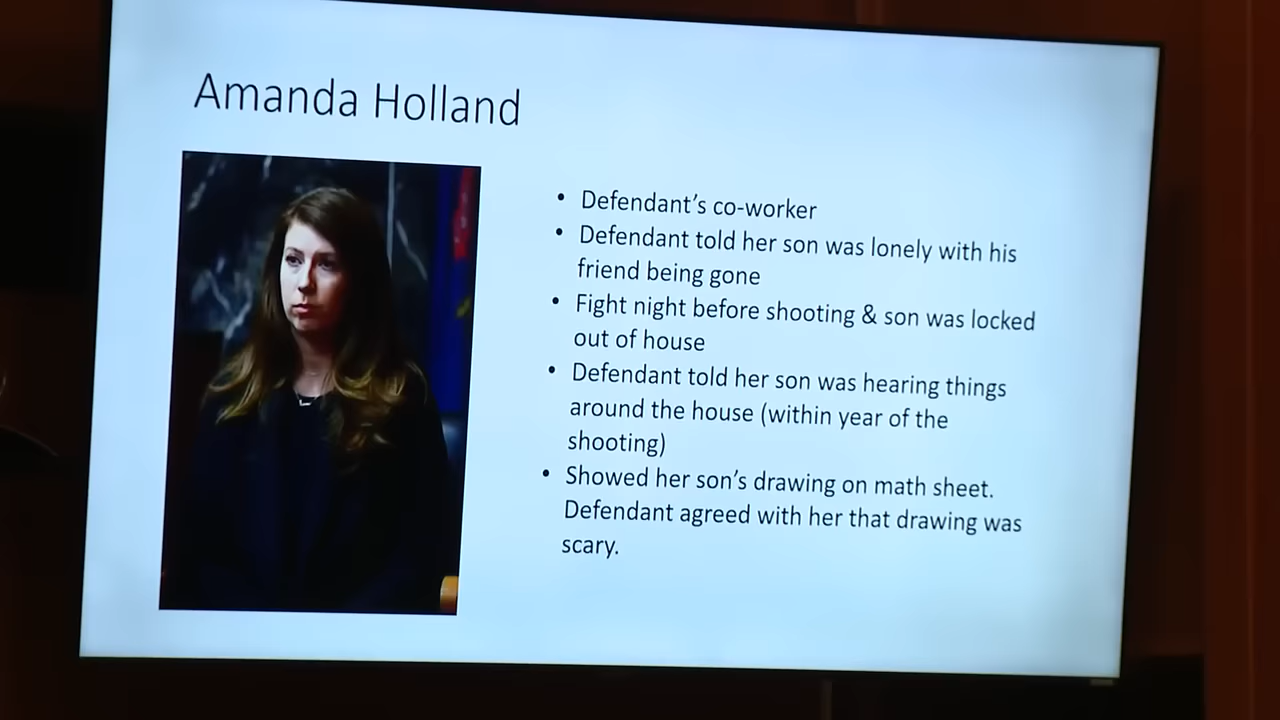 Amanda Holland
• Defendant’s co-worker
• Defendant told her son was lonely with his
friend being gone
• Fight night before shooting & son was locked
out of house
• Defendant told her son was hearing things
around the house (within year of the
shooting)
• Showed her son’s drawing on math sheet.
Defendant agreed with her that drawing was
scary.